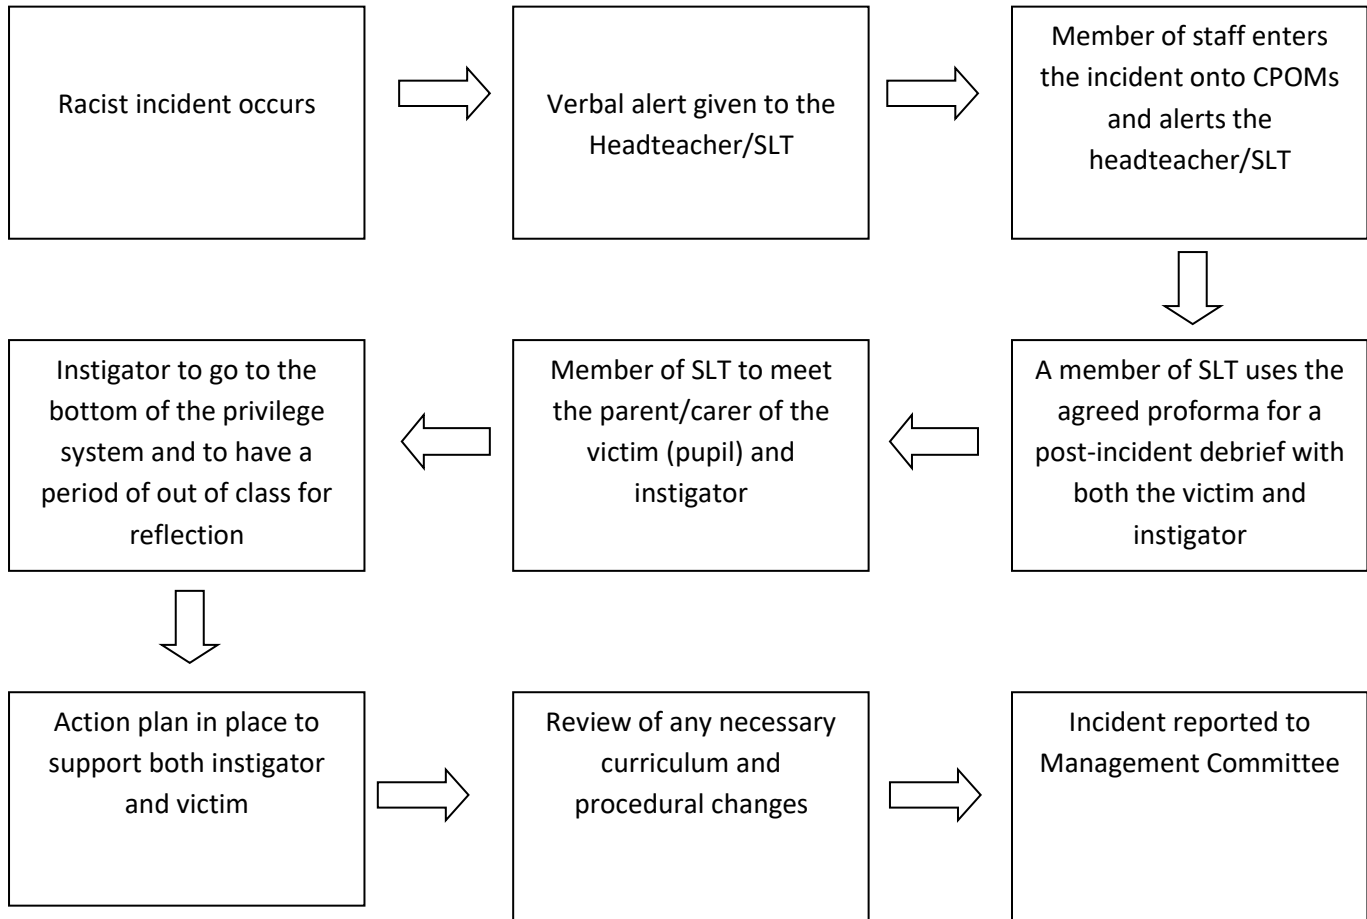 Racist incident occurs
Verbal alert given to the
Headteacher/SLT
Member of staff enters
the incident onto CPOMs
and alerts the
headteacher/SLT
A member of SLT uses the
agreed proforma for a
post-incident debrief with
both the victim and
instigator
Member of SLT to meet
the parent/carer of the
victim (pupil) and
instigator
Instigator to go to the
bottom of the privilege
system and to have a
period of out of class for
reflection
Action plan in place to
support both instigator
and victim
Review of any necessary
curriculum and
procedural changes
Incident reported to
Management Committee